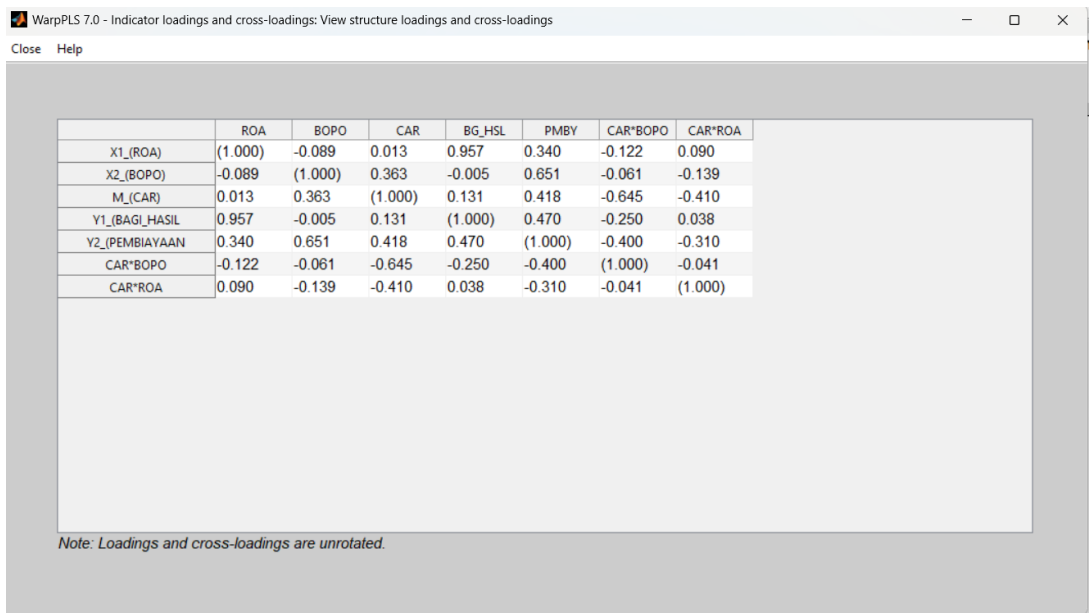 WarpPLS 7.0 - Indicator loadings and cross-loadings: View structure loadings and cross-loadings
Close Help
ROA BOPO CAR BG_HSL PMBY CAR*BOPO CAR*ROA
X1_(ROA) (1.000) -0.089 0.013 0.957 0.340 -0.122 0.090
X2_(BOPO) -0.089 (1.000) 0.363 -0.005 0.651 -0.061 -0.139
M_(CAR) 0.013 0.363 (1.000) 0.131 0.418 -0.645 -0.410
Y1_(BAGI_HASIL 0.957 -0.005 0.131 (1.000) 0.470 -0.250 0.038
Y2_(PEMBIAYAAN 0.340 0.651 0.418 0.470 (1.000) -0.400 -0.310
CAR*BOPO -0.122 -0.061 -0.645 -0.250 -0.400 (1.000) -0.041
CAR*ROA 0.090 -0.139 -0.410 0.038 -0.310 -0.041 (1.000)
Note: Loadings and cross-loadings are unrotated.